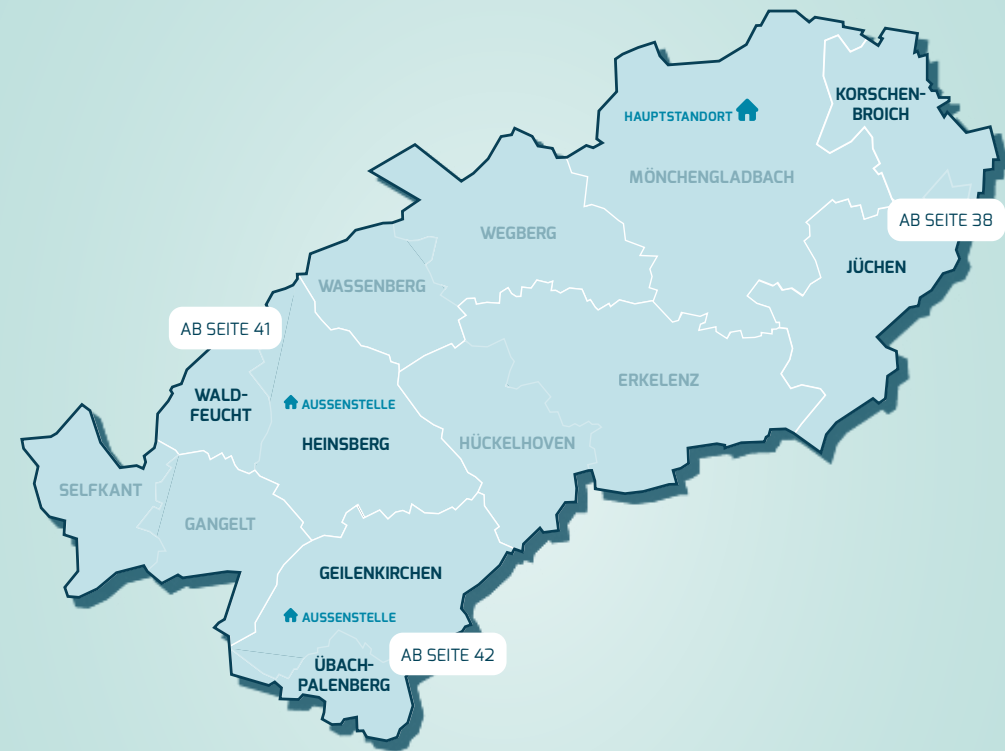 KORSCHEN-
BROICH
HAUPTSTANDORT
MÖNCHENGLADBACH
AB SEITE 38
WEGBERG
JÜCHEN
WASSENBERG
AB SEITE 41
ERKELENZ
WALD-
FEUCHT
AUSSENSTELLE
HEINSBERG
HÜCKELHOVEN
SELFKANT
GANGELT
GEILENKIRCHEN
AUSSENSTELLE
AB SEITE 42
ÜBACH-
PALENBERG